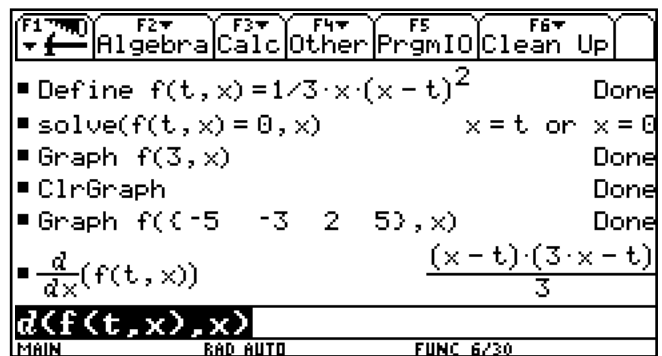 F1 F2 F3 F4 F5 F6
Algebra Calc Other PrgmIO Clean Up
▪ Define f(t,x)=1/3·x·(x-t)² Done
▪ solve(f(t,x)=0,x) x=t or x=0
▪ Graph f(3,x) Done
▪ ClrGraph Done
▪ Graph f({-5 -3 2 5},x) Done
▪ d/dx(f(t,x)) (x-t)·(3·x-t)/3
d(f(t,x),x)
MAIN RAD AUTO FUNC 6/30